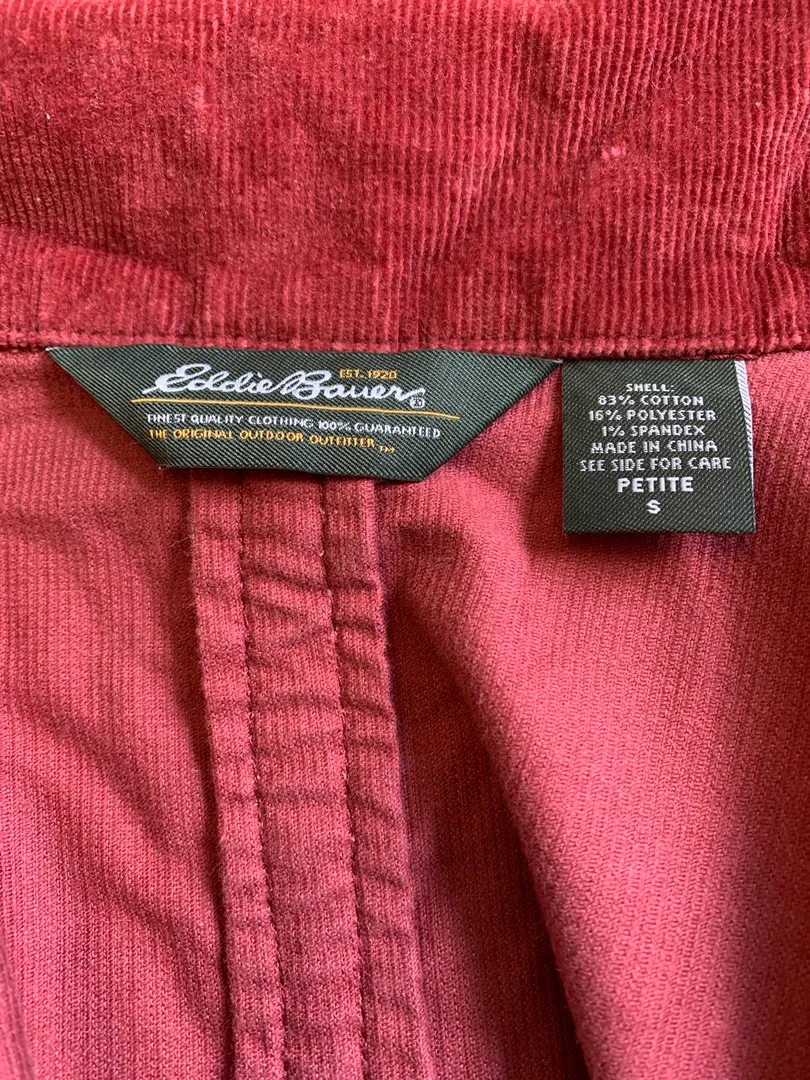 EST. 1920
Eddie Bauer
FINEST QUALITY CLOTHING 100% GUARANTEED
THE ORIGINAL OUTDOOR OUTFITTER TM
SHELL:
83% COTTON
16% POLYESTER
1% SPANDEX
MADE IN CHINA
SEE SIDE FOR CARE
PETITE
S